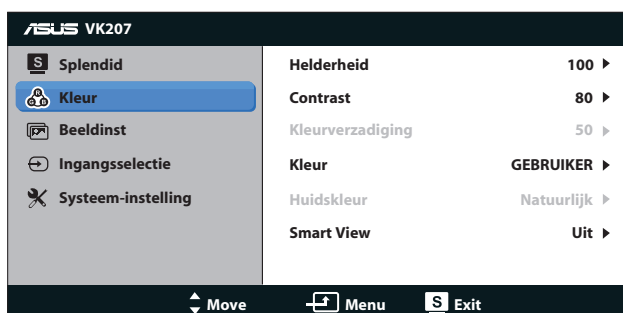 ASUS VK207
S Splendid
Kleur
Beeldinst
Ingangsselectie
Systeem-instelling
Helderheid 100
Contrast 80
Kleurverzadiging 50
Kleur GEBRUIKER
Huidskleur Natuurlijk
Smart View Uit
Move Menu S Exit